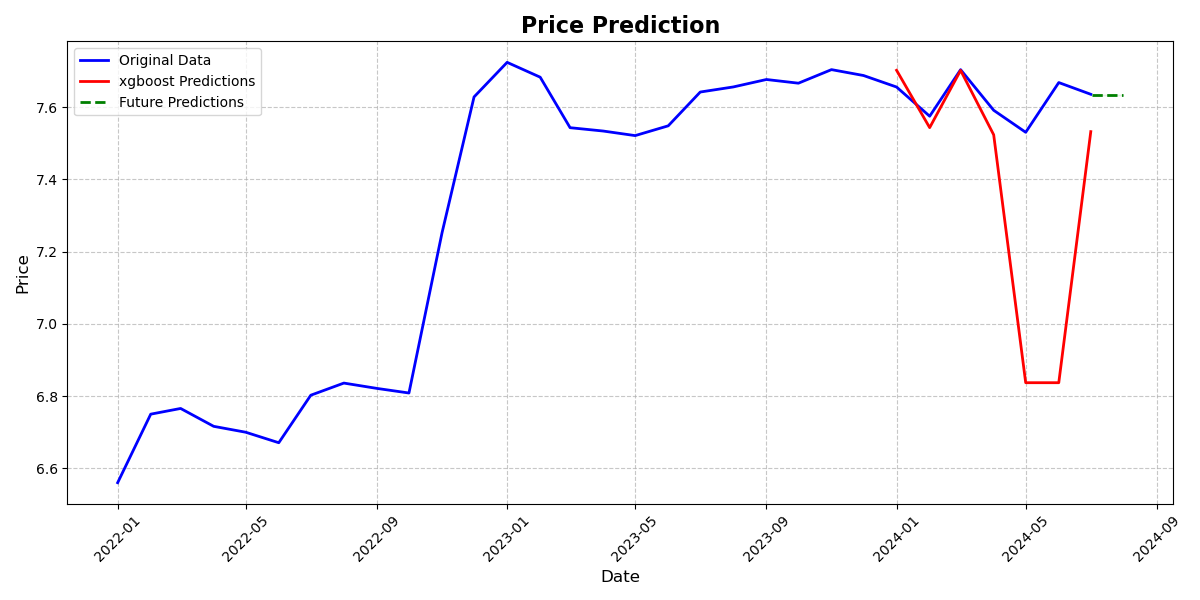 Price Prediction
Original Data
xgboost Predictions
Future Predictions
Price
7.6
7.4
7.2
7.0
6.8
6.6
2022-01
2022-05
2022-09
2023-01
2023-05
2023-09
2024-01
2024-05
2024-09
Date